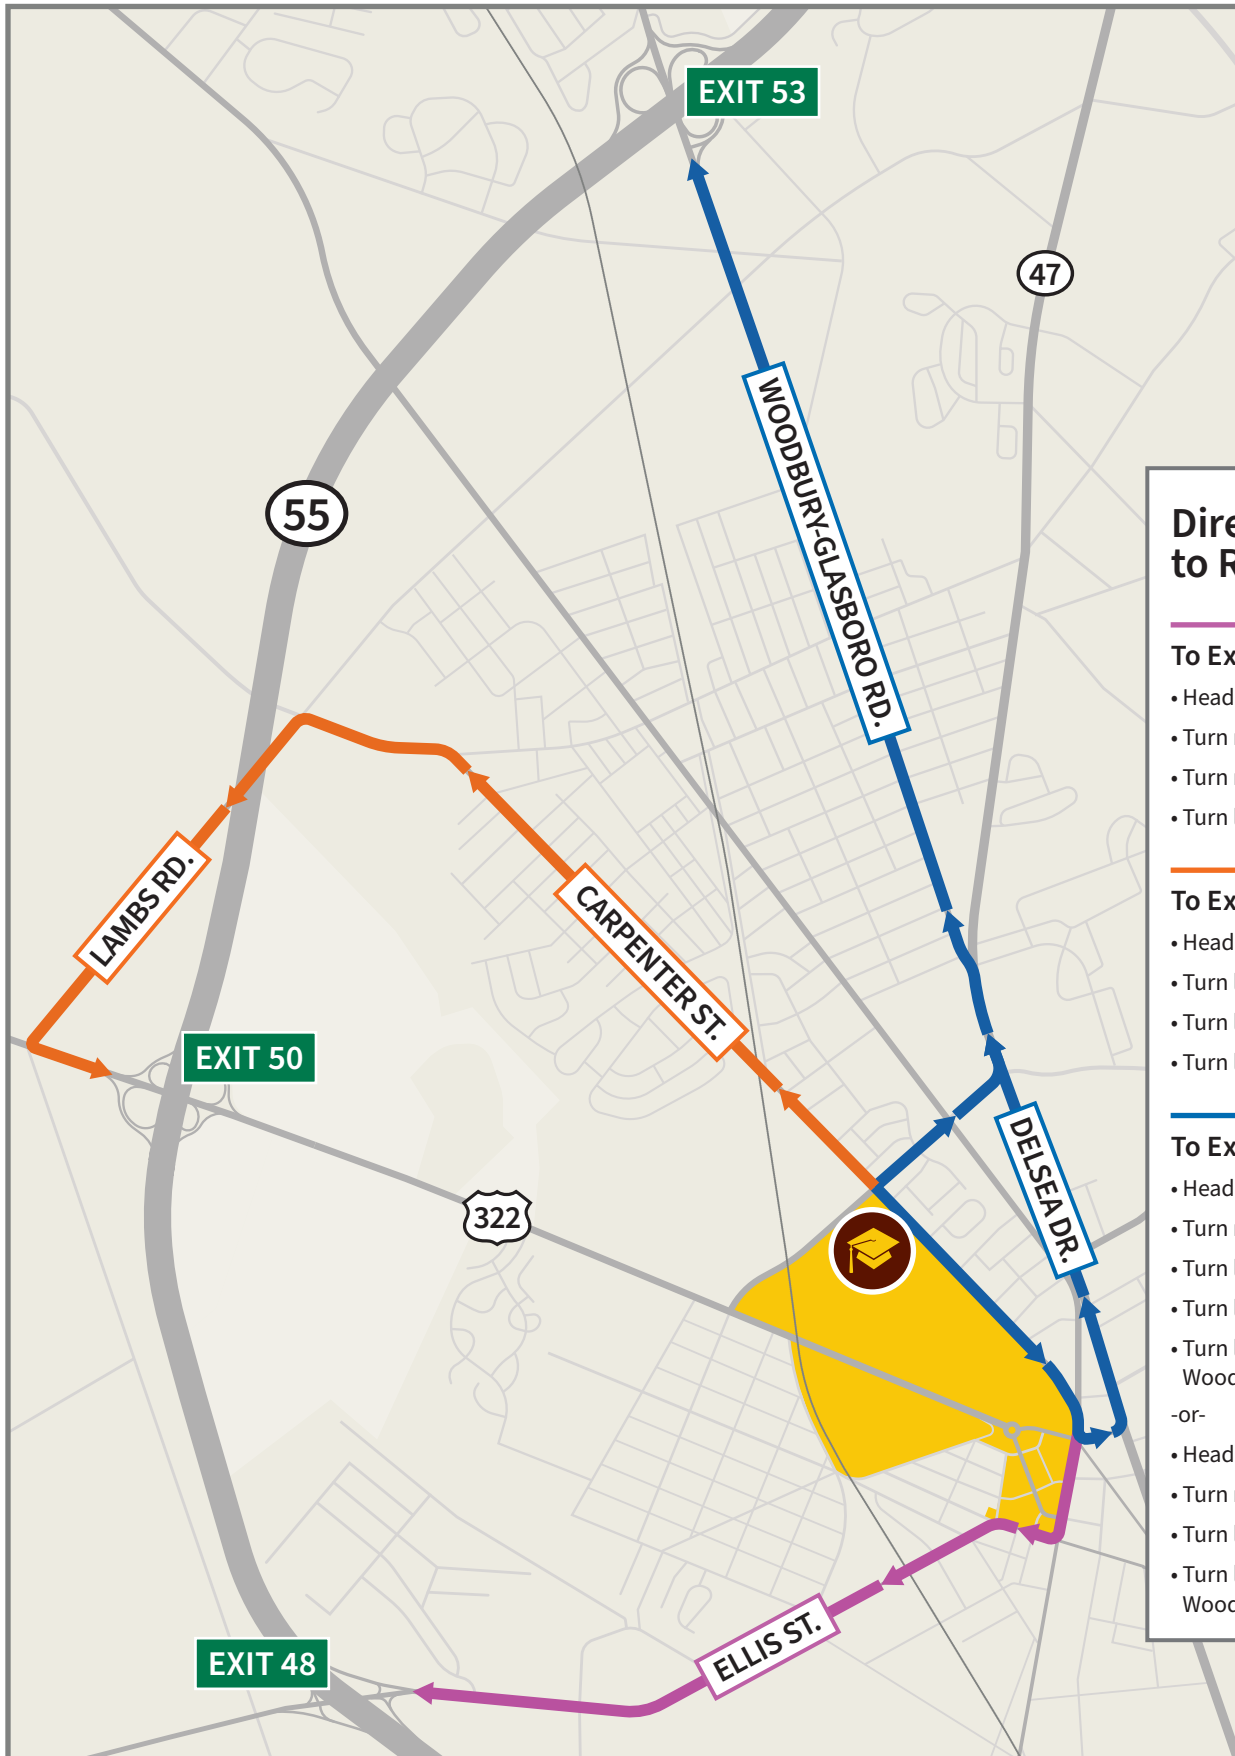 EXIT 53
47
WOODBURY-GLASBORO RD.
55
LAMBS RD.
CARPENTER ST.
EXIT 50
322
DELSEA DR.
ELLIS ST.
EXIT 48
Dire
to R
To Ex
• Head
• Turn
• Turn
• Turn
To Ex
• Head
• Turn
• Turn
• Turn
To Ex
• Head
• Turn
• Turn
• Turn
• Turn
Wood
-or-
• Head
• Turn
• Turn
• Turn
Wood